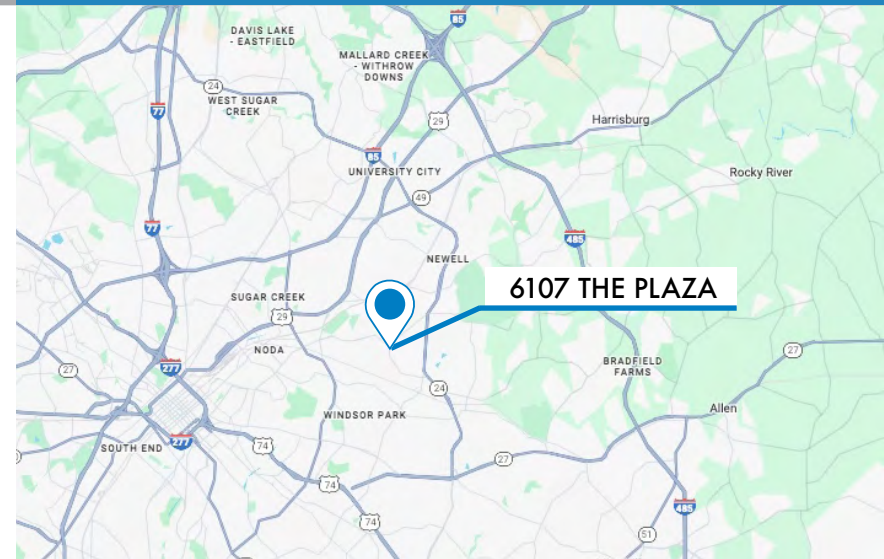 DAVIS LAKE
- EASTFIELD
85
MALLARD CREEK
- WITHROW
DOWNS
24
77
WEST SUGAR
CREEK
29
Harrisburg
85
UNIVERSITY CITY
Rocky River
49
77
485
NEWELL
6107 THE PLAZA
SUGAR CREEK
29
NODA
27
277
27
BRADFIELD
FARMS
24
Allen
WINDSOR PARK
277
SOUTH END
74
27
74
485
74
51